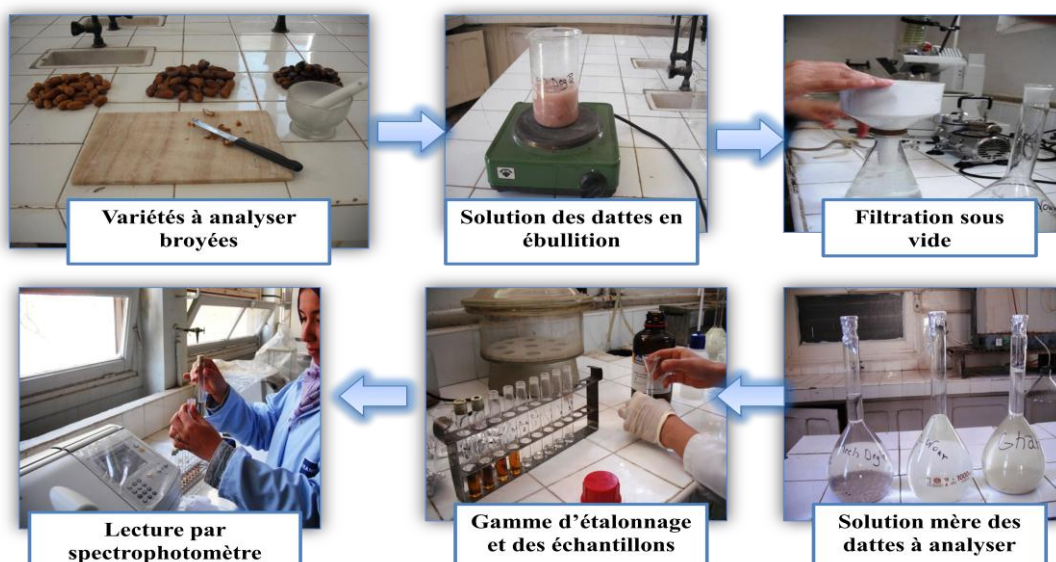 Variétés à analyser
broyées
Solution des dattes en
ébullition
Filtration sous
vide
Lecture par
spectrophotomètre
Gamme d'étalonnage
et des échantillons
1000
Solution mère des
dattes à analyser